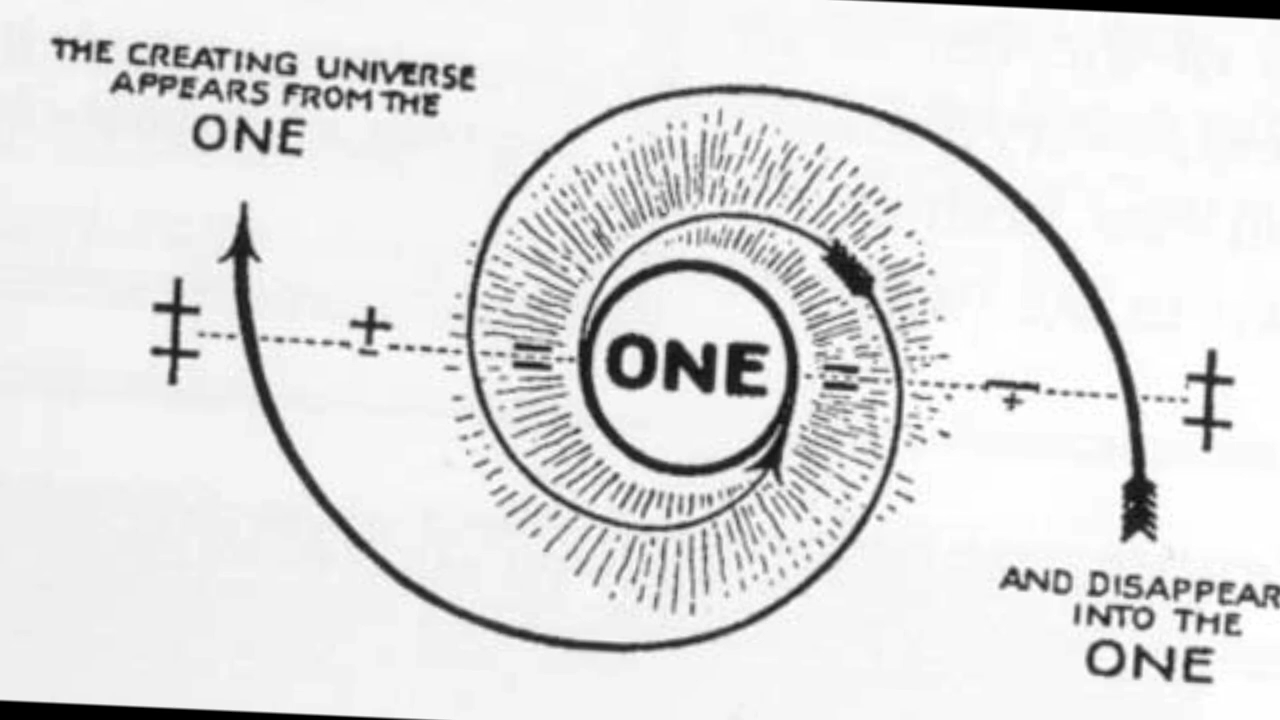 THE CREATING UNIVERSE
APPEARS FROM THE
ONE
ONE
AND DISAPPEAR
INTO THE
ONE